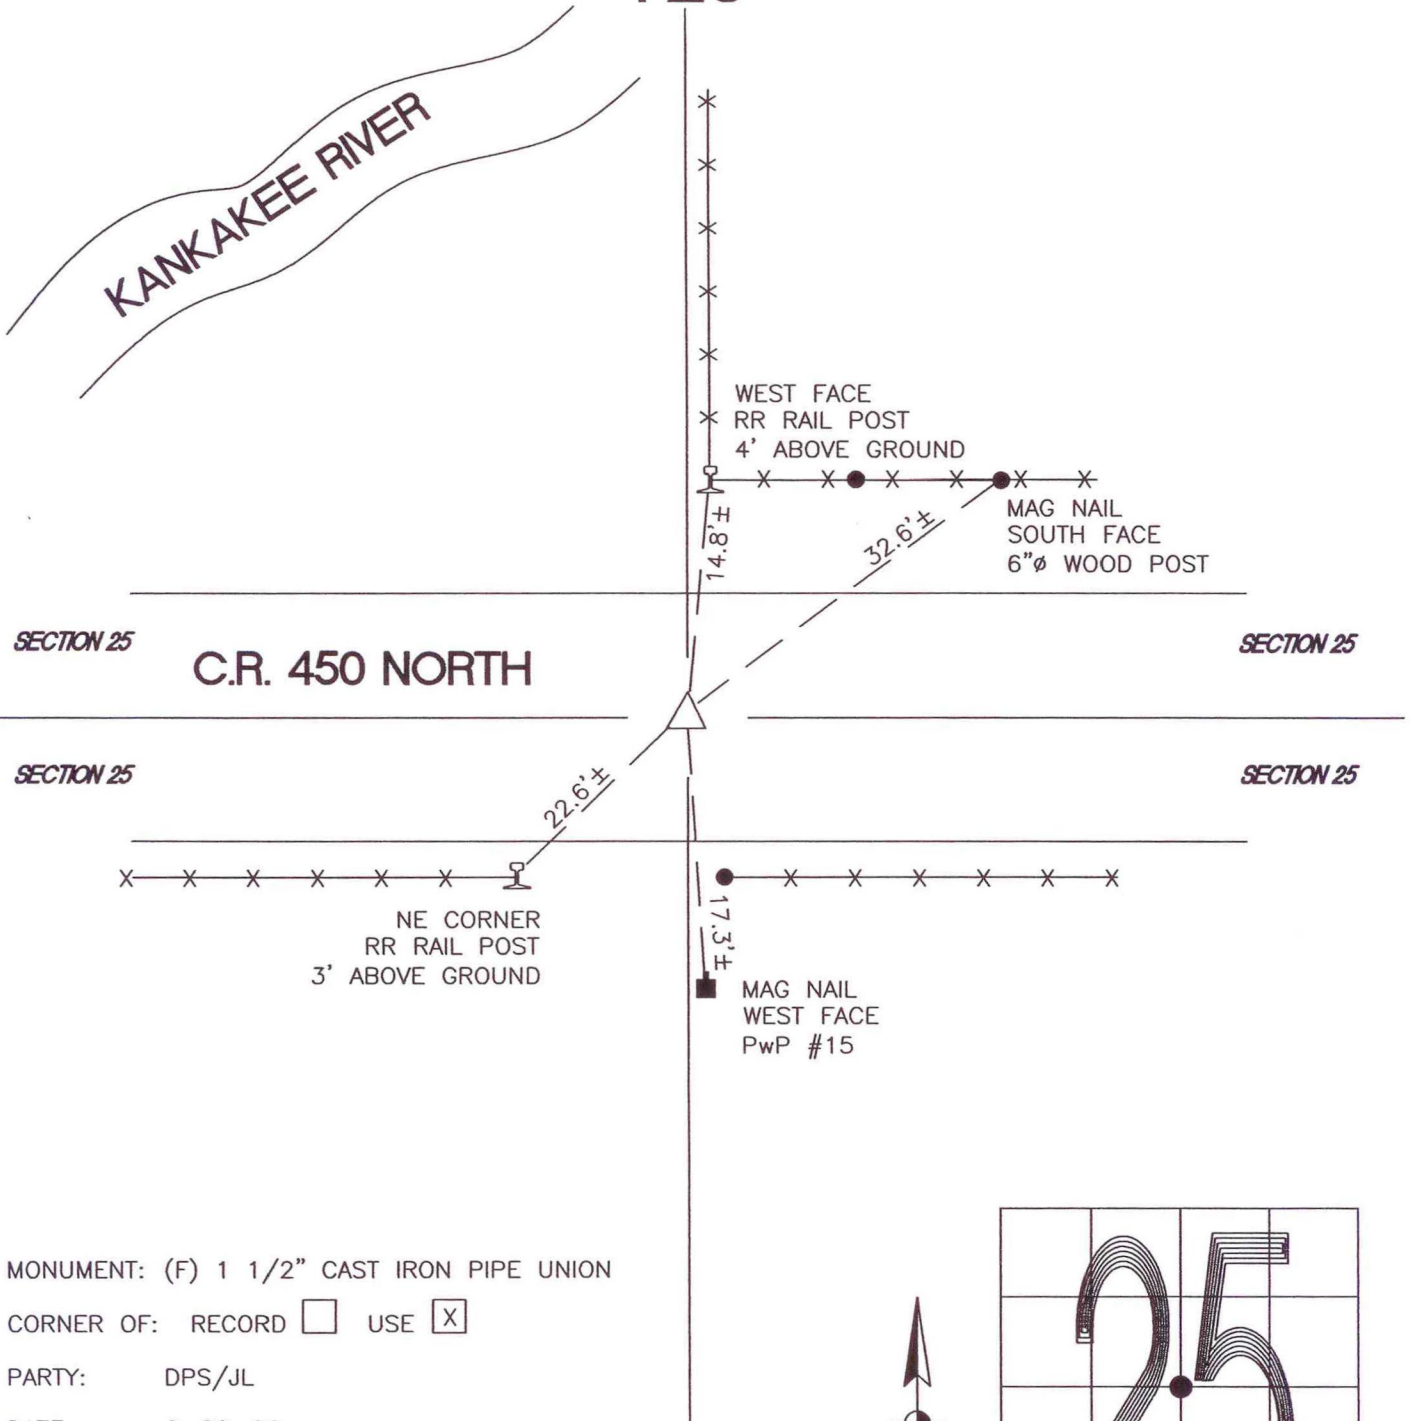 KANKAKEE RIVER
WEST FACE
RR RAIL POST
4' ABOVE GROUND
14.8'±
32.6'±
MAG NAIL
SOUTH FACE
6"ø WOOD POST
SECTION 25
C.R. 450 NORTH
SECTION 25
SECTION 25
SECTION 25
22.6'±
NE CORNER
RR RAIL POST
3' ABOVE GROUND
17.3'±
MAG NAIL
WEST FACE
PwP #15
MONUMENT: (F) 1 1/2" CAST IRON PIPE UNION
CORNER OF: RECORD USE X
PARTY: DPS/JL
25